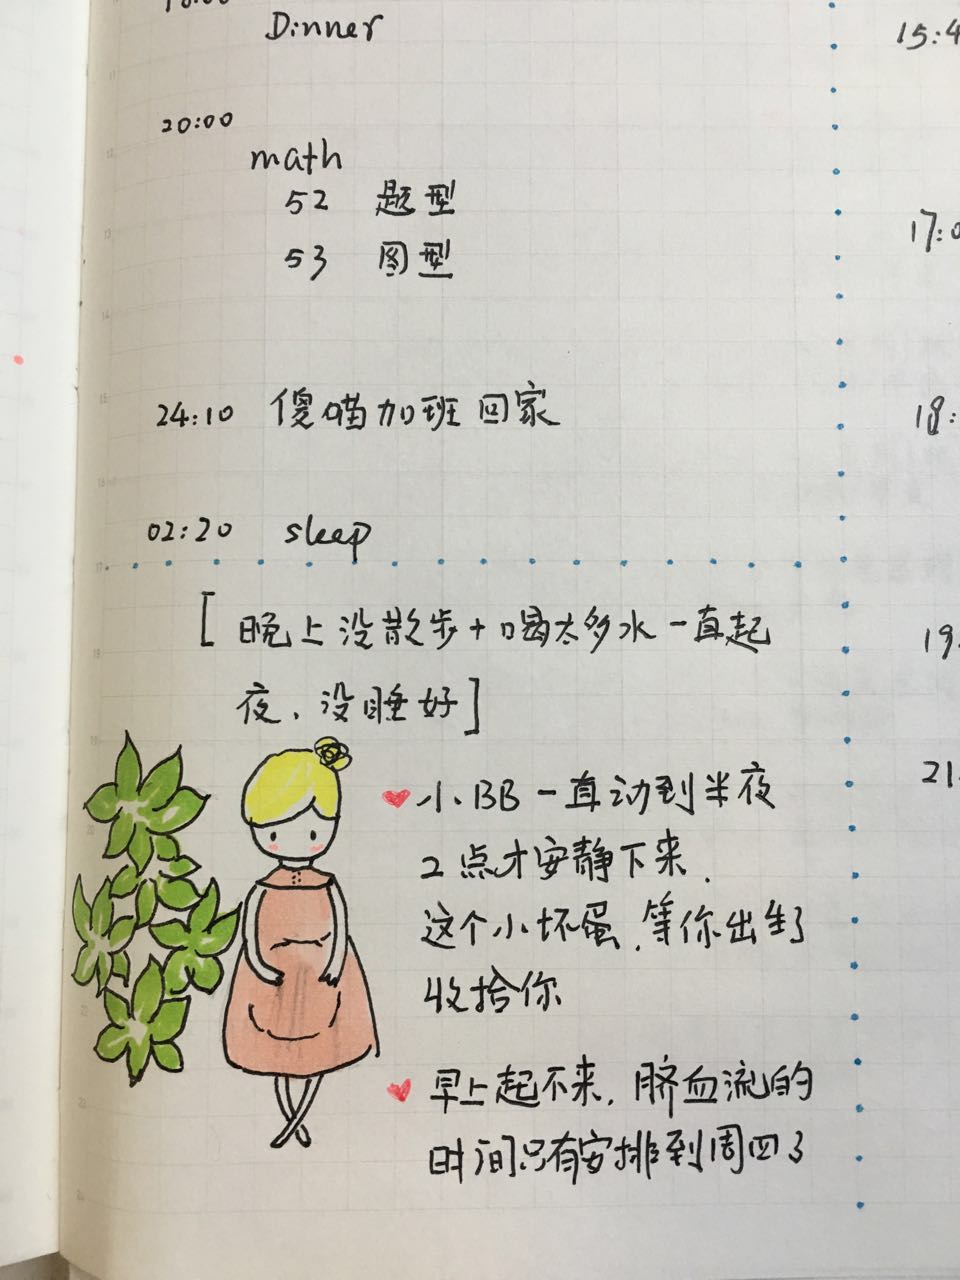 Dinner
20:00
math
52 题型
53 图型
24:10 傻喵加班回家
02:20 sleep
[晚上没散步+喝太多水一直起
夜、没睡好]
小BB一直动到半夜
2点才安静下来.
这个小坏蛋,等你出生了
收拾你
早上起不来,脐血流的
时间只有安排到周四了
15:4
17:0
18:
19
21